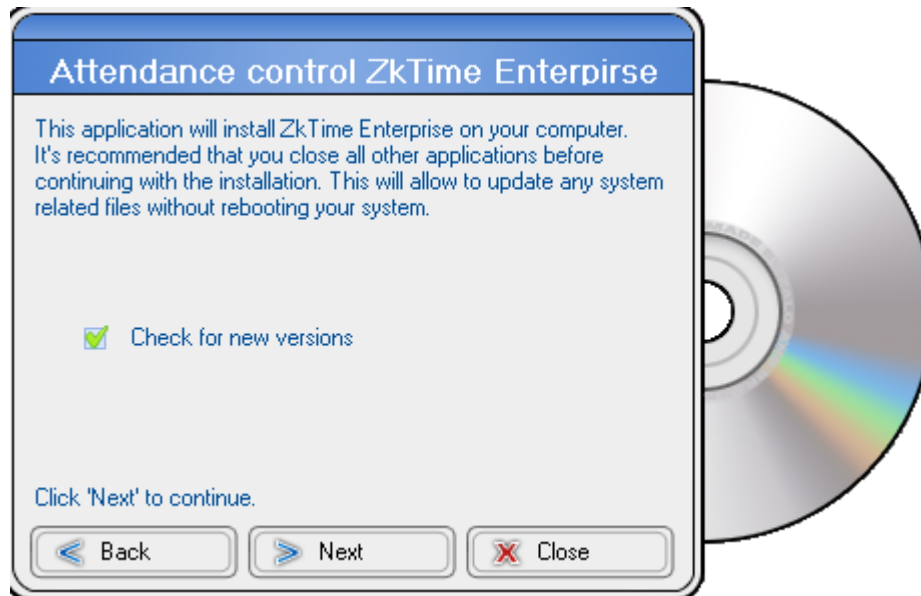 Attendance control ZkTime Enterpirse
This application will install ZkTime Enterprise on your computer.
It's recommended that you close all other applications before
continuing with the installation. This will allow to update any system
related files without rebooting your system.
Check for new versions
Click 'Next' to continue.
Back
Next
Close